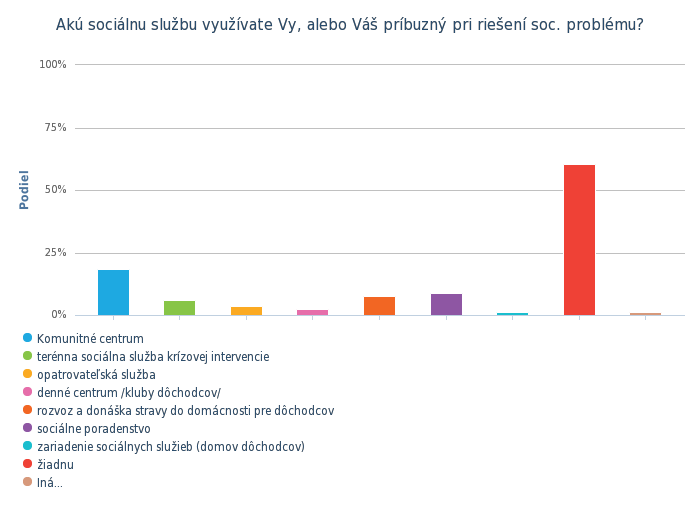 Akú sociálnu službu využívate Vy, alebo Váš príbuzný pri riešení soc. problému?
100%
75%
Podiel
50%
25%
0%
Komunitné centrum
terénna sociálna služba krízovej intervencie
opatrovateľská služba
denné centrum /kluby dôchodcov/
rozvoz a donáška stravy do domácnosti pre dôchodcov
sociálne poradenstvo
zariadenie sociálnych služieb (domov dôchodcov)
žiadnu
Iná...